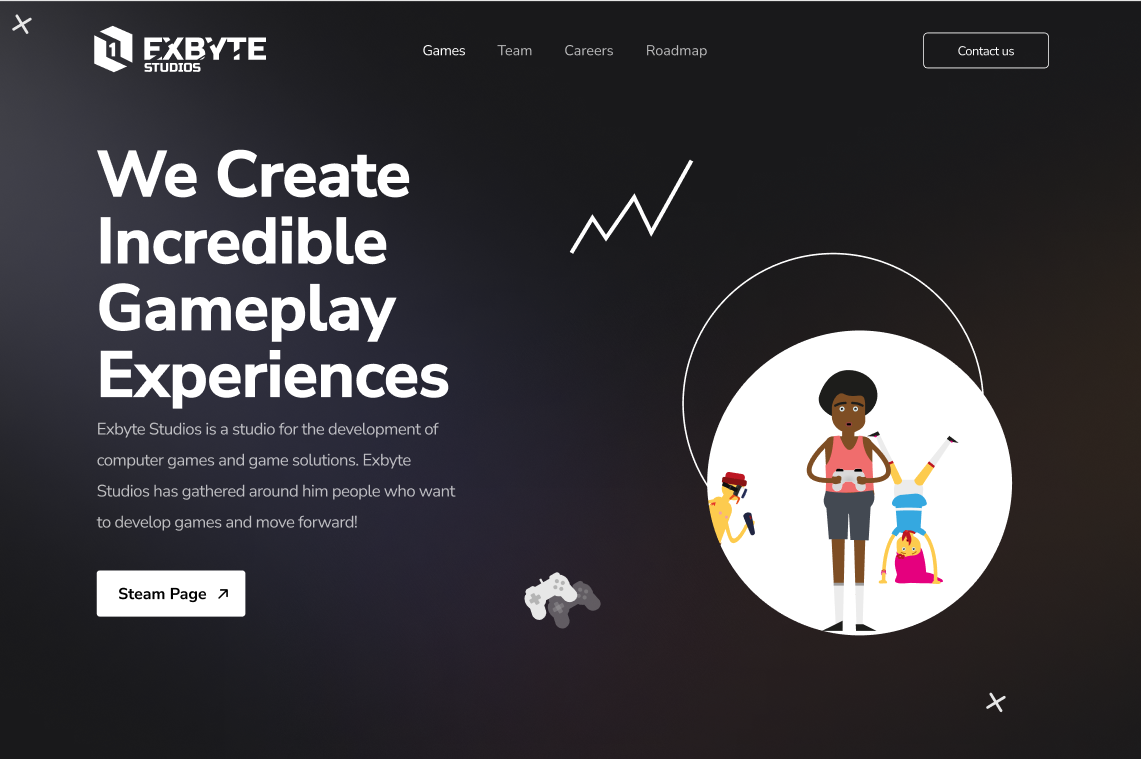 EXBYTE
STUDIOS
Games Team Careers Roadmap
Contact us
We Create
Incredible
Gameplay
Experiences
Exbyte Studios is a studio for the development of
computer games and game solutions. Exbyte
Studios has gathered around him people who want
to develop games and move forward!
Steam Page